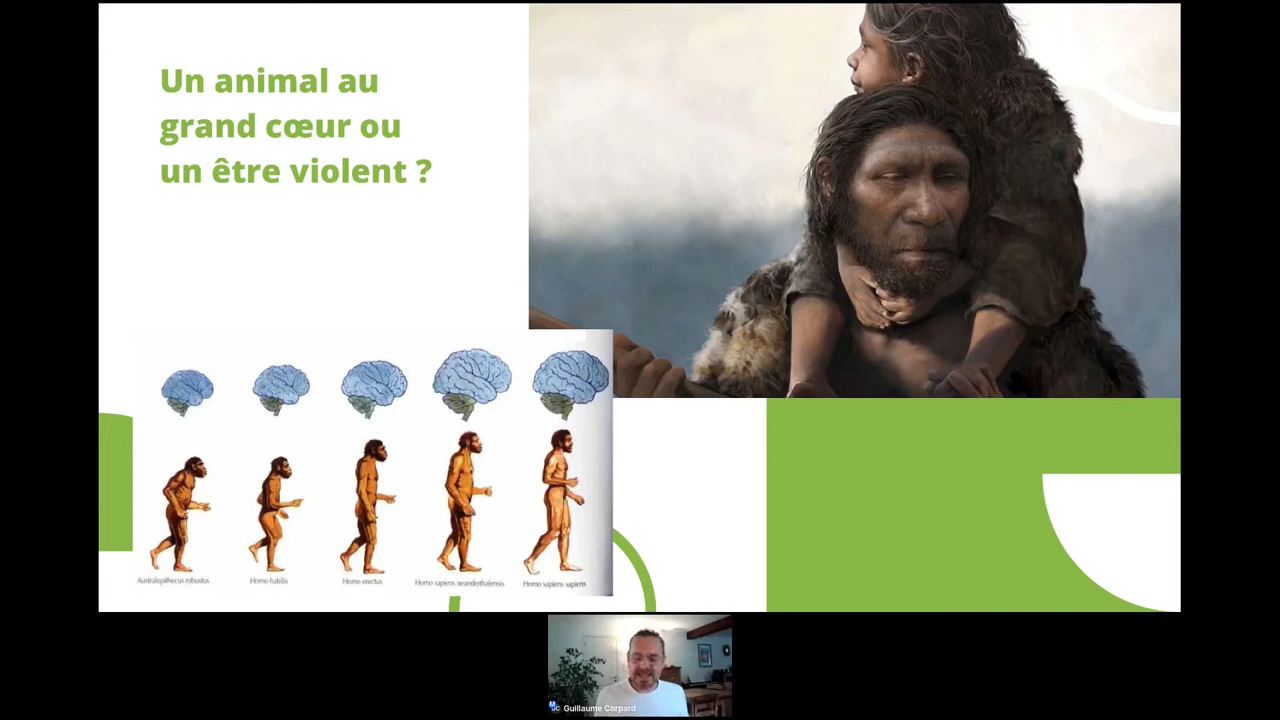 Un animal au
grand cœur ou
un être violent ?
Australopithecus robustus
Homo habilis
Homo erectus
Homo sapiens neanderthalensis
Homo sapiens sapiens
Guillaume Corpard